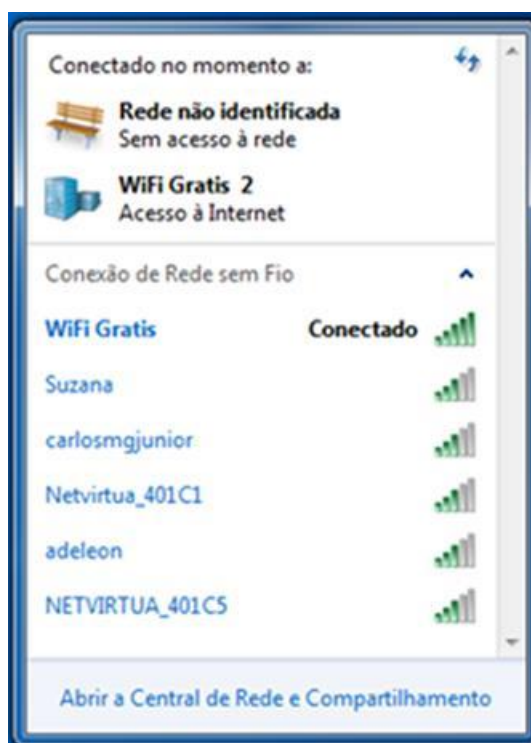 Conectado no momento a:
Rede não identificada
Sem acesso à rede
WiFi Gratis 2
Acesso à Internet
Conexão de Rede sem Fio
WiFi Gratis Conectado
Suzana
carlosmgjunior
Netvirtua_401C1
adeleon
NETVIRTUA_401C5
Abrir a Central de Rede e Compartilhamento